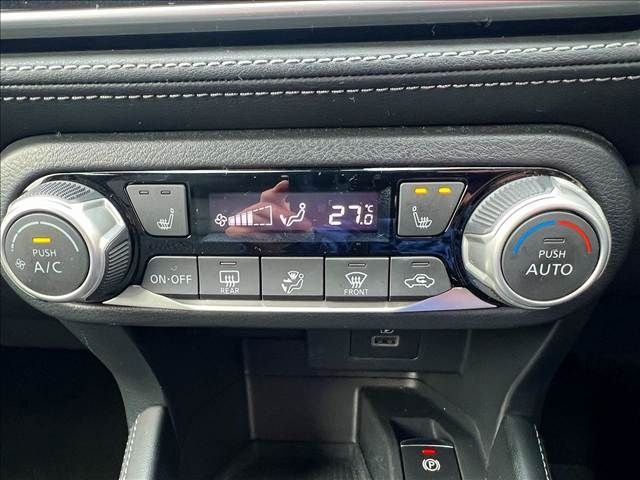 27.0 °C
PUSH
A/C
ON·OFF
REAR
FRONT
PUSH
AUTO
P